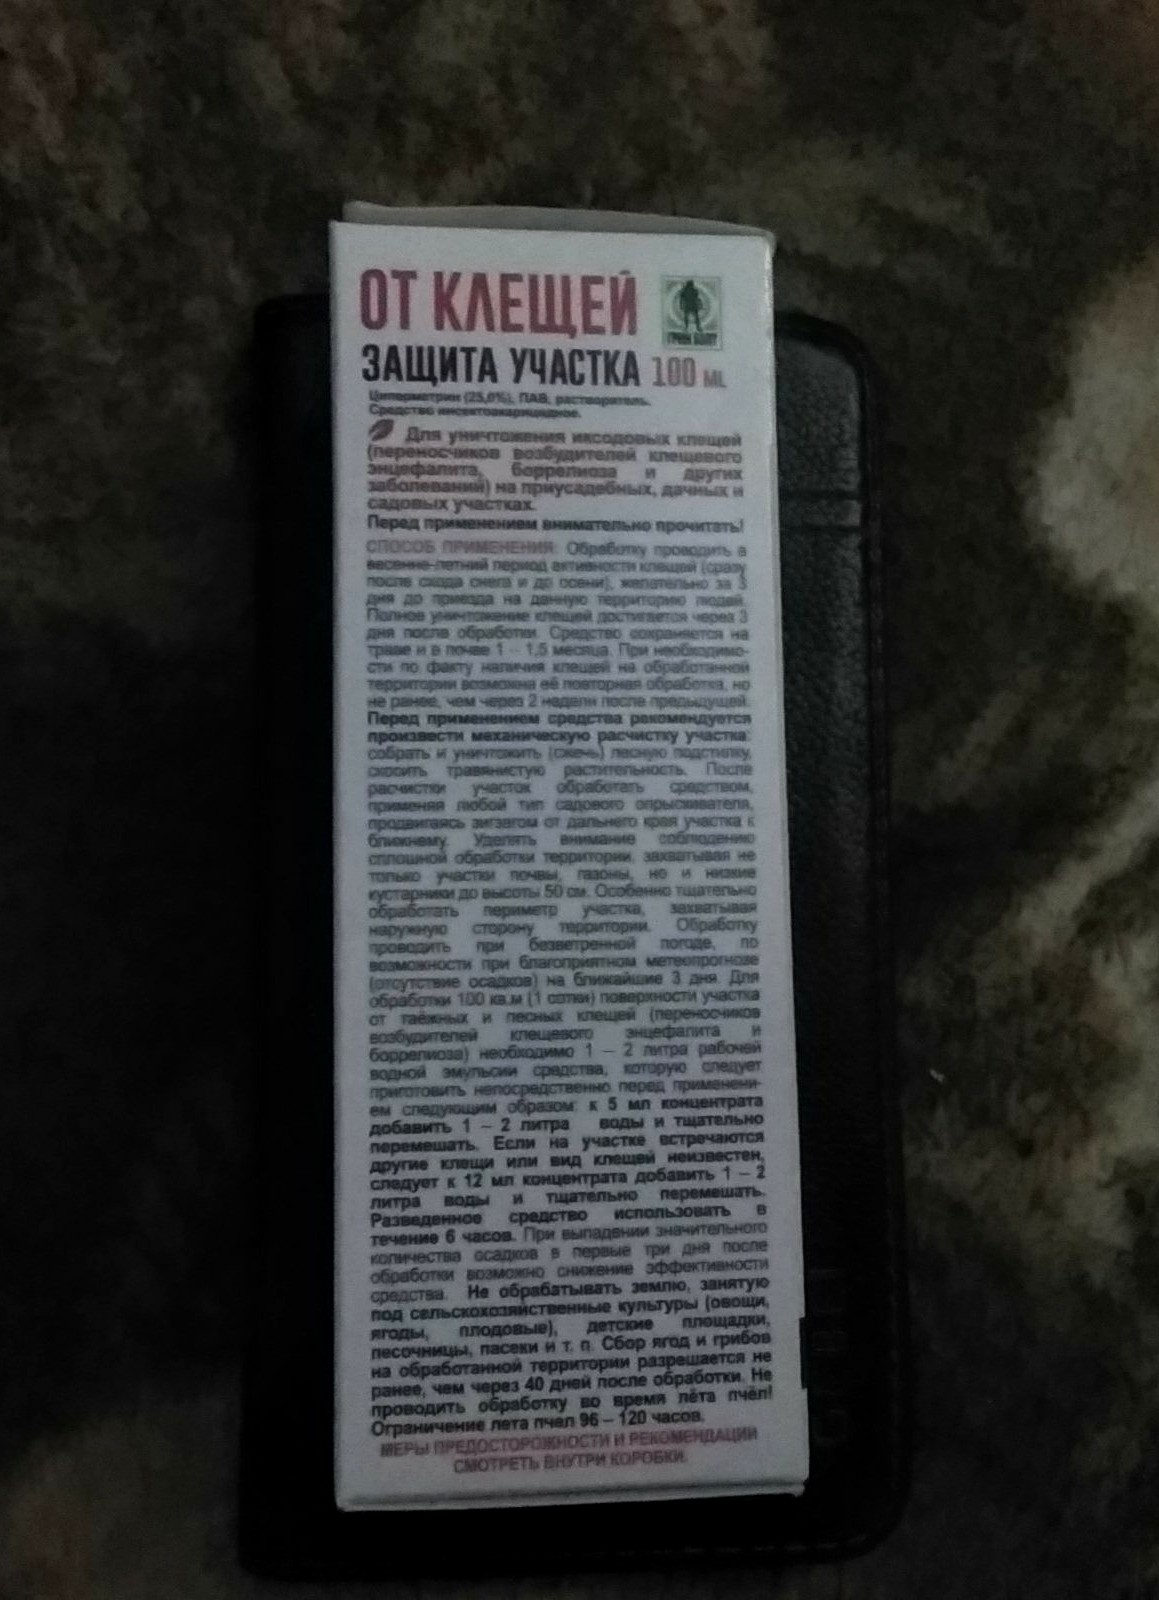 ОТ КЛЕЩЕЙ
ГРИН БЭЛТ
ЗАЩИТА УЧАСТКА 100 ML
Циперметрин (25,0%), ПАВ, растворитель.
Средство инсектоакарицидное.
Для уничтожения иксодовых клещей
(переносчиков возбудителей клещевого
энцефалита, боррелиоза и других
заболеваний) на приусадебных, дачных и
садовых участках.
Перед применением внимательно прочитать!
СПОСОБ ПРИМЕНЕНИЯ: Обработку проводить в
весенне-летний период активности клещей (сразу
после схода снега и до осени), желательно за 3
дня до приезда на данную территорию людей.
Полное уничтожение клещей достигается через 3
дня после обработки. Средство сохраняется на
траве и в почве 1 – 1,5 месяца. При необходимо-
сти по факту наличия клещей на обработанной
территории возможна её повторная обработка, но
не ранее, чем через 2 недели после предыдущей.
Перед применением средства рекомендуется
произвести механическую расчистку участка:
собрать и уничтожить (сжечь) лесную подстилку,
скосить травянистую растительность. После
расчистки участок обработать средством,
применяя любой тип садового опрыскивателя,
продвигаясь зигзагом от дальнего края участка к
ближнему. Уделять внимание соблюдению
сплошной обработки территории, захватывая не
только участки почвы, газоны, но и низкие
кустарники до высоты 50 см. Особенно тщательно
обработать периметр участка, захватывая
наружную сторону территории. Обработку
проводить при безветренной погоде, по
возможности при благоприятном метеопрогнозе
(отсутствие осадков) на ближайшие 3 дня. Для
обработки 100 кв.м (1 сотки) поверхности участка
от таёжных и лесных клещей (переносчиков
возбудителей клещевого энцефалита и
боррелиоза) необходимо 1 – 2 литра рабочей
водной эмульсии средства, которую следует
приготовить непосредственно перед применени-
ем следующим образом: к 5 мл концентрата
добавить 1 – 2 литра воды и тщательно
перемешать. Если на участке встречаются
другие клещи или вид клещей неизвестен,
следует к 12 мл концентрата добавить 1 – 2
литра воды и тщательно перемешать.
Разведенное средство использовать в
течение 6 часов. При выпадении значительного
количества осадков в первые три дня после
обработки возможно снижение эффективности
средства. Не обрабатывать землю, занятую
под сельскохозяйственные культуры (овощи,
ягоды, плодовые), детские площадки,
песочницы, пасеки и т. п. Сбор ягод и грибов
на обработанной территории разрешается не
ранее, чем через 40 дней после обработки. Не
проводить обработку во время лёта пчёл!
Ограничение лета пчел 96 – 120 часов.
МЕРЫ ПРЕДОСТОРОЖНОСТИ И РЕКОМЕНДАЦИИ
СМОТРЕТЬ ВНУТРИ КОРОБКИ.